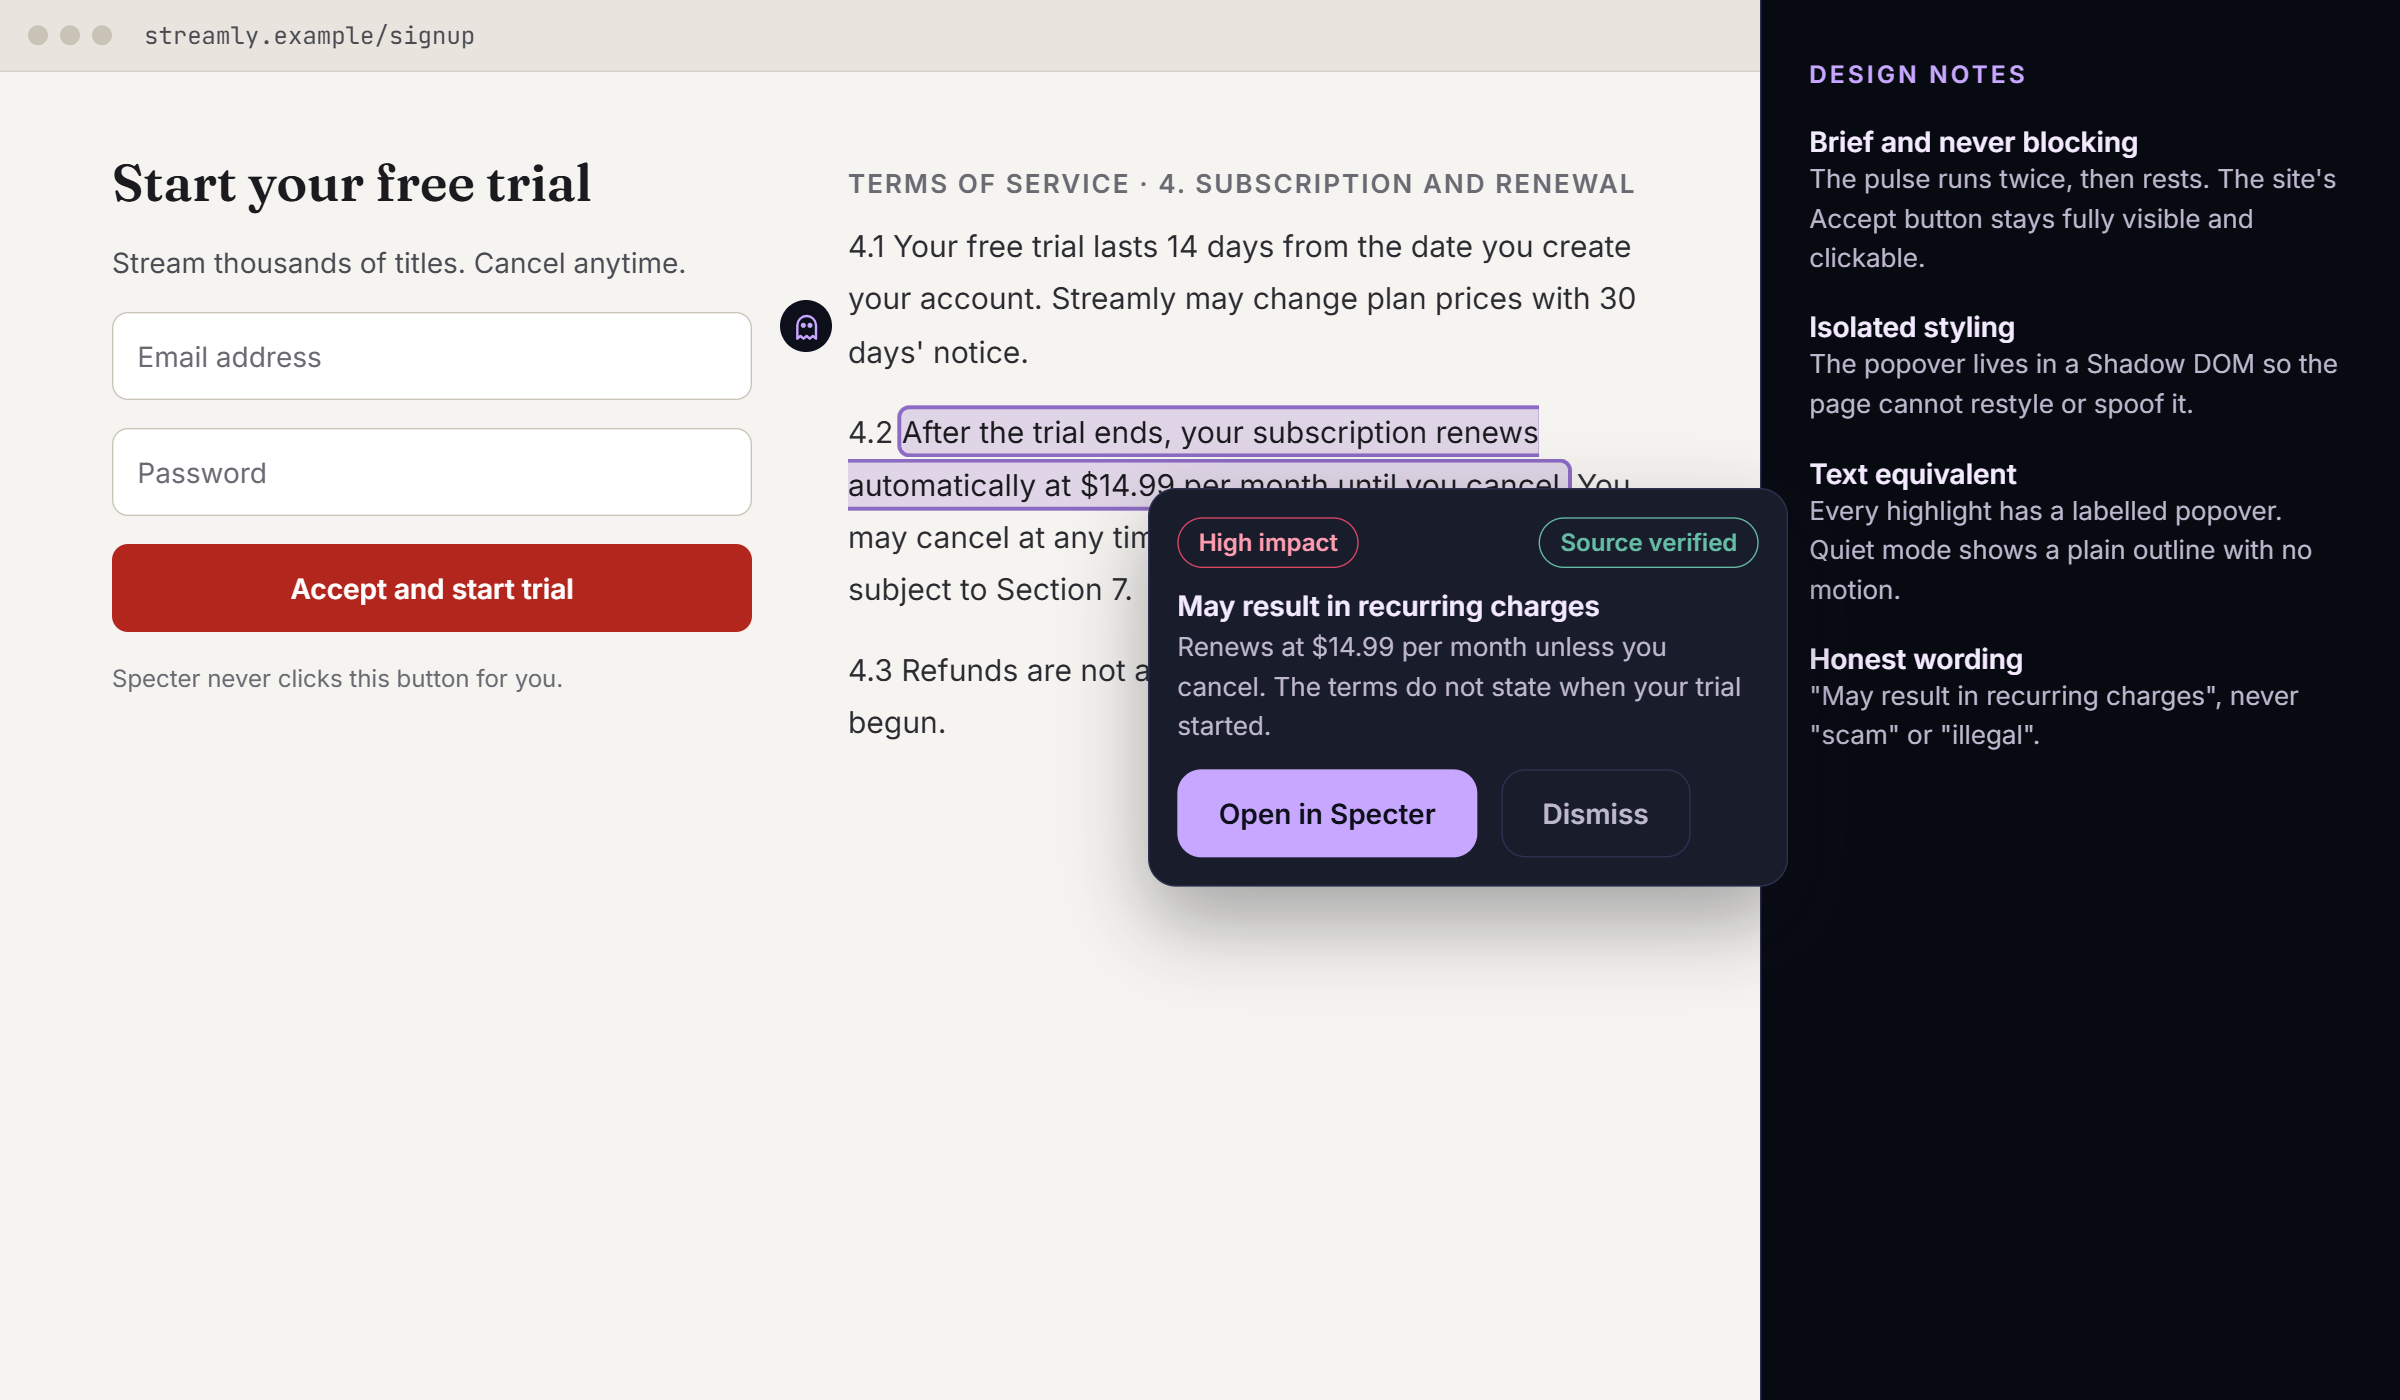 streamly.example/signup
Start your free trial
Stream thousands of titles. Cancel anytime.
Email address
Password
Accept and start trial
Specter never clicks this button for you.
TERMS OF SERVICE · 4. SUBSCRIPTION AND RENEWAL
4.1 Your free trial lasts 14 days from the date you create
your account. Streamly may change plan prices with 30
days' notice.
4.2 After the trial ends, your subscription renews
automatically at $14.99 per month until you cancel. You
may cancel at any
subject to Section 7.
4.3 Refunds are not
begun.
High impact
Source verified
May result in recurring charges
Renews at $14.99 per month unless you
cancel. The terms do not state when your trial
started.
Open in Specter
Dismiss
DESIGN NOTES
Brief and never blocking
The pulse runs twice, then rests. The site's
Accept button stays fully visible and
clickable.
Isolated styling
The popover lives in a Shadow DOM so the
page cannot restyle or spoof it.
Text equivalent
Every highlight has a labelled popover.
Quiet mode shows a plain outline with no
motion.
Honest wording
"May result in recurring charges", never
"scam" or "illegal".